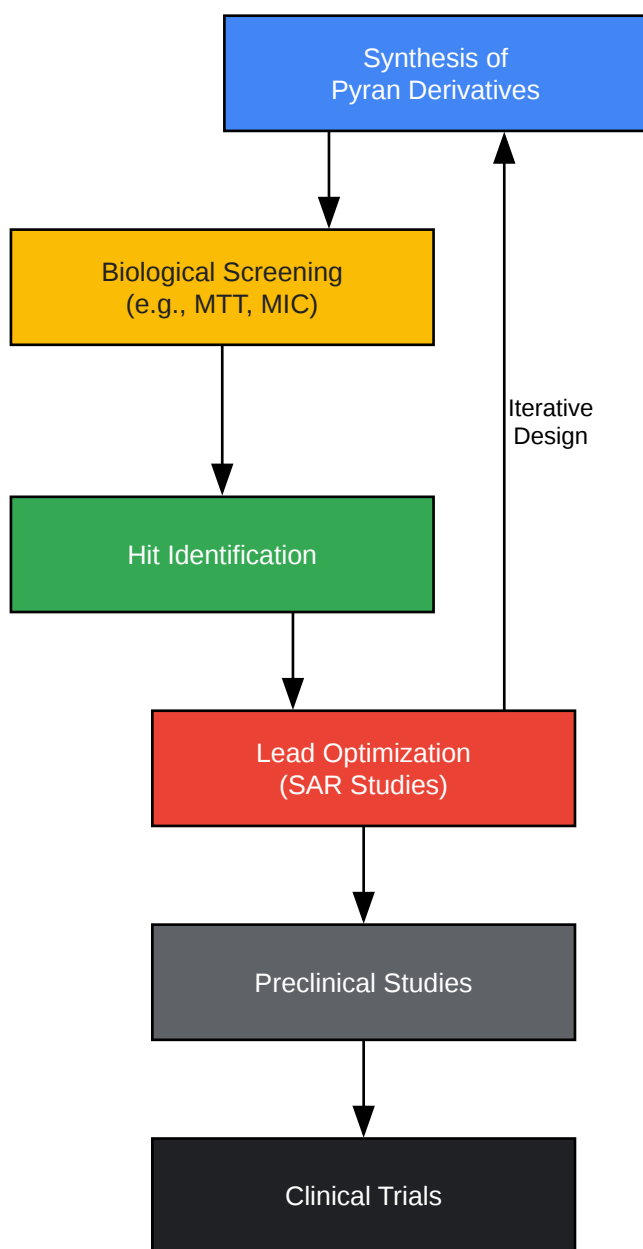 Synthesis of
Pyran Derivatives
Biological Screening
(e.g., MTT, MIC)
Iterative
Design
Hit Identification
Lead Optimization
(SAR Studies)
Preclinical Studies
Clinical Trials